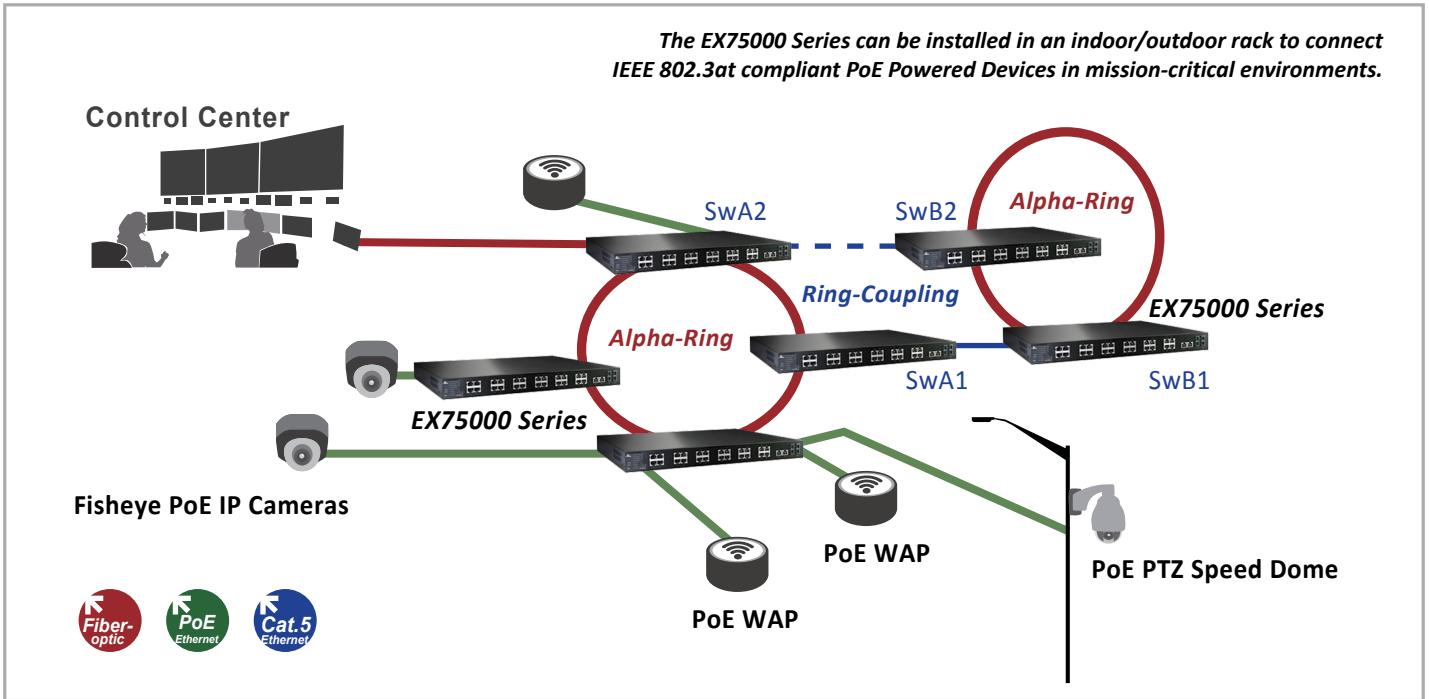 The EX75000 Series can be installed in an indoor/outdoor rack to connect
IEEE 802.3at compliant PoE Powered Devices in mission-critical environments.
Control Center
SwA2
SwB2
Alpha-Ring
Ring-Coupling
EX75000 Series
Alpha-Ring
SwA1
SwB1
EX75000 Series
Fisheye PoE IP Cameras
PoE WAP
PoE PTZ Speed Dome
PoE WAP
Fiber-
optic
PoE
Ethernet
Cat.5
Ethernet